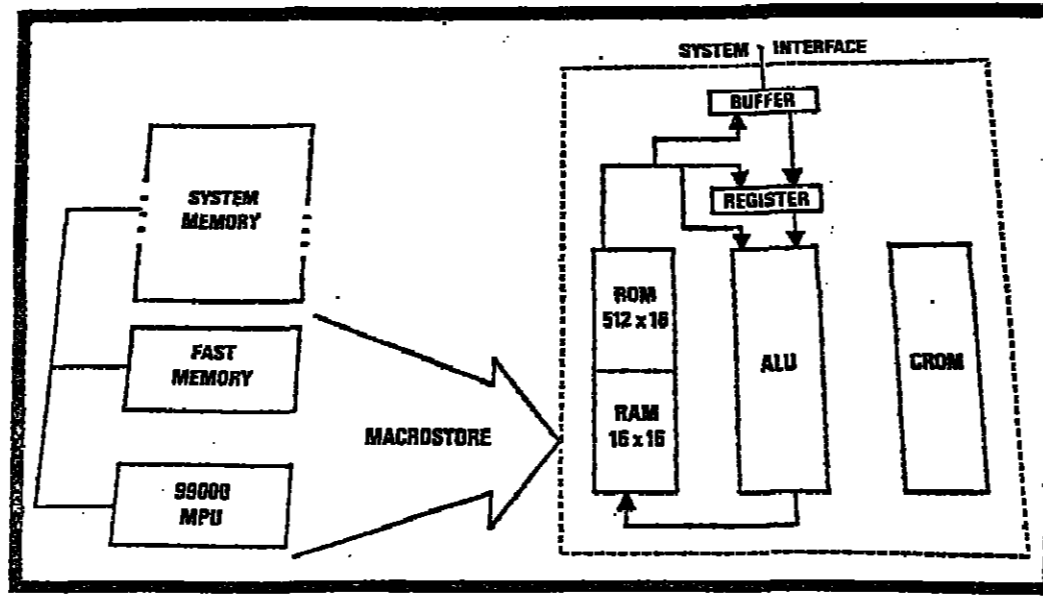 SYSTEM INTERFACE
BUFFER
SYSTEM
MEMORY
REGISTER
ROM
512 x 16
FAST
MEMORY
ALU
CROM
RAM
16 x 16
MACROSTORE
99000
MPU